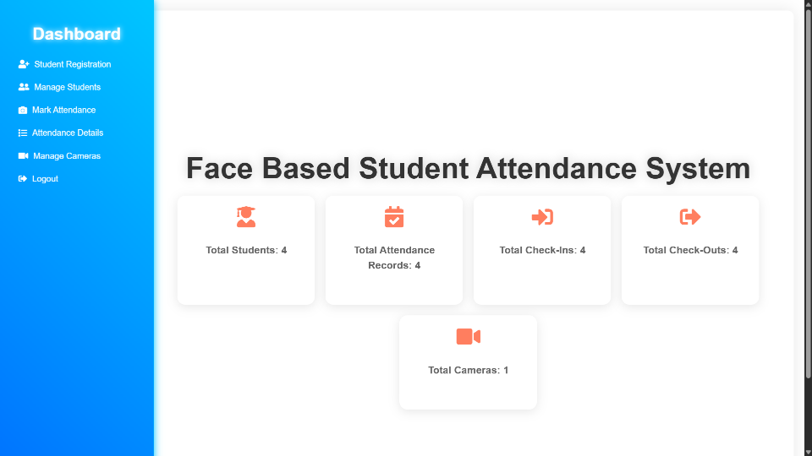 Dashboard
Student Registration
Manage Students
Mark Attendance
Attendance Details
Manage Cameras
Logout
Face Based Student Attendance System
Total Students: 4
Total Attendance
Records: 4
Total Check-Ins: 4
Total Check-Outs: 4
Total Cameras: 1